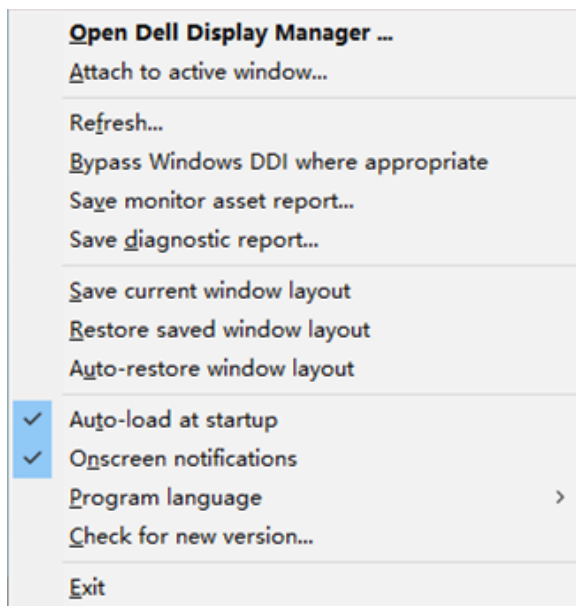 Open Dell Display Manager ...
Attach to active window...
Refresh...
Bypass Windows DDI where appropriate
Save monitor asset report...
Save diagnostic report...
Save current window layout
Restore saved window layout
Auto-restore window layout
Auto-load at startup
Onscreen notifications
Program language
Check for new version...
Exit